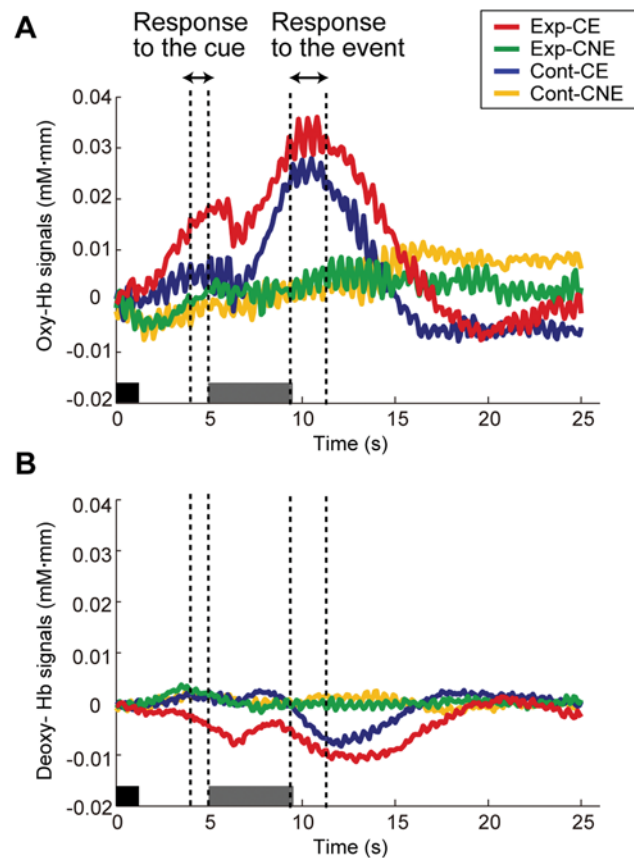 A
Response
to the cue
Response
to the event
Exp-CE
Exp-CNE
Cont-CE
Cont-CNE
Oxy-Hb signals (mM·mm)
0.04
0.03
0.02
0.01
0
-0.01
-0.02
0 5 10 15 20 25
Time (s)
B
Deoxy- Hb signals (mM·mm)
0.04
0.03
0.02
0.01
0
-0.01
-0.02
0 5 10 15 20 25
Time (s)